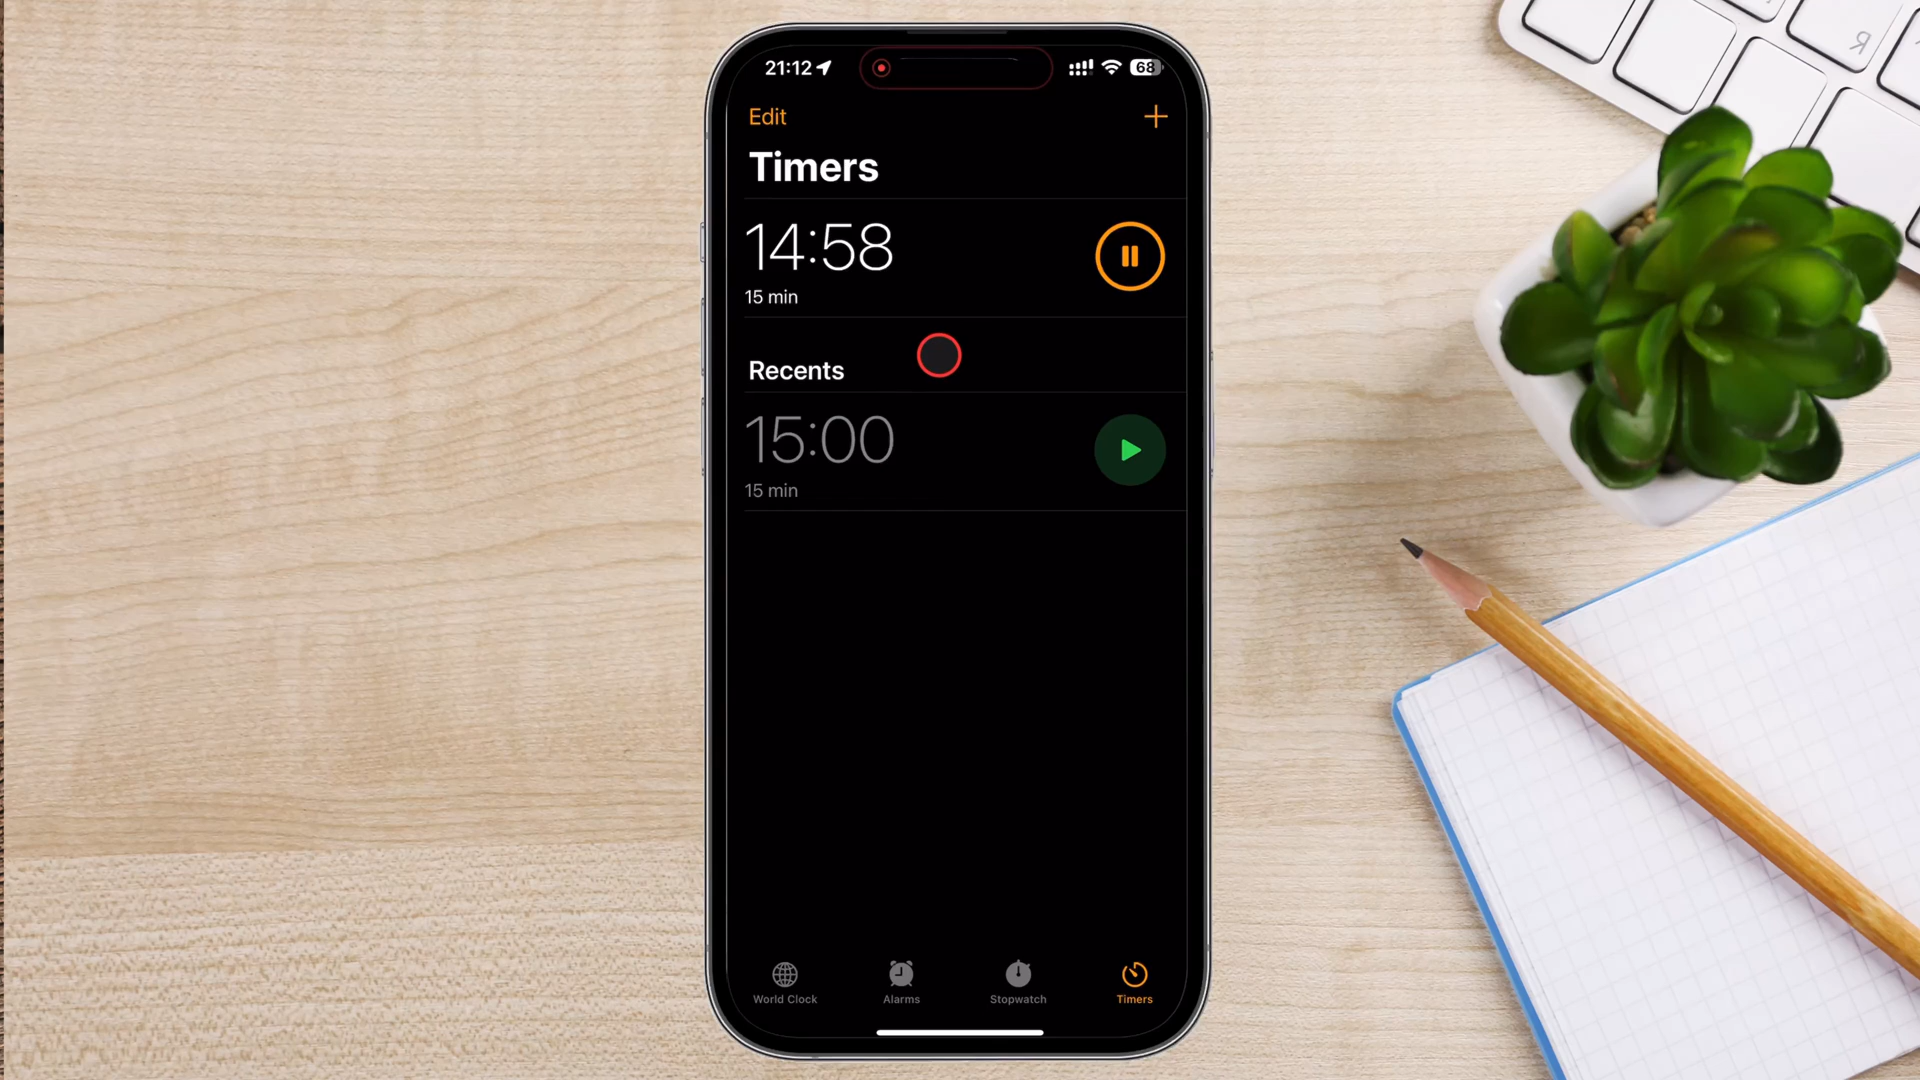 21:12 68
Edit
Timers
14:58
15 min
Recents
15:00
15 min
World Clock Alarms Stopwatch Timers
R